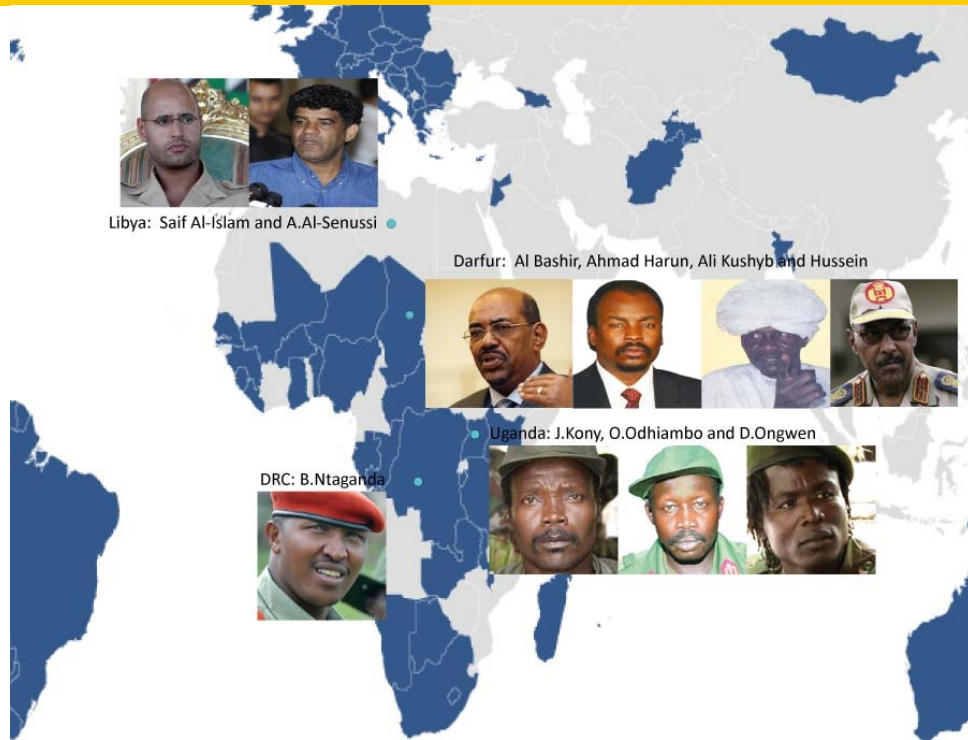 Libya: Saif Al-Islam and A.Al-Senussi
Darfur: Al Bashir, Ahmad Harun, Ali Kushyb and Hussein
Uganda: J.Kony, O.Odhiambo and D.Ongwen
DRC: B.Ntaganda